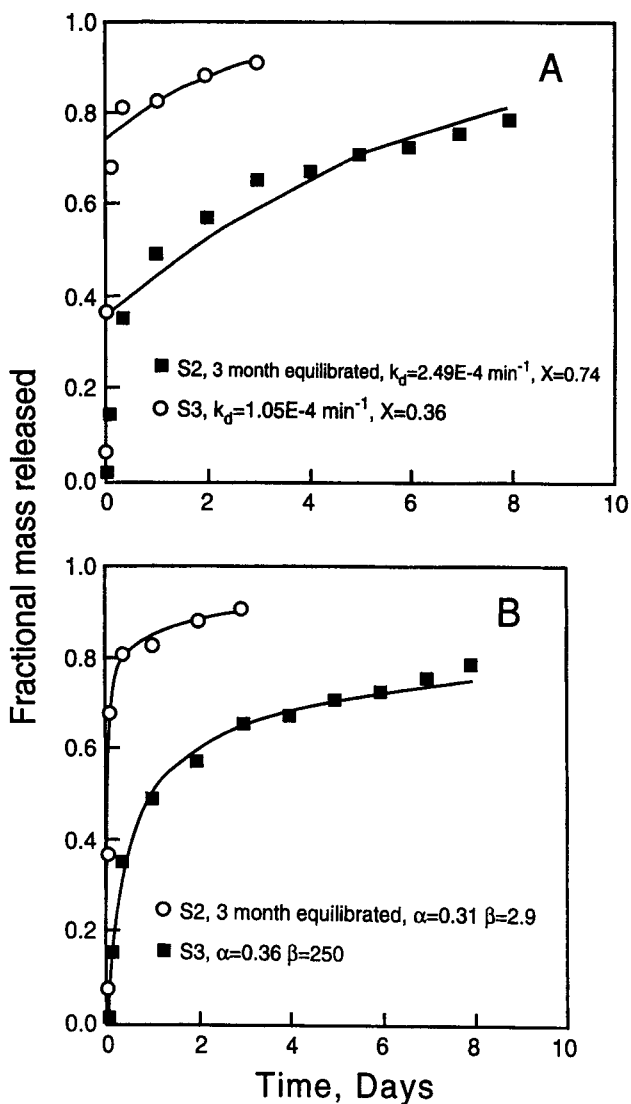 Fractional mass released
1.0
0.8
0.6
0.4
0.2
0.0
A
■ S2, 3 month equilibrated, k_d=2.49E-4 min⁻¹, X=0.74
○ S3, k_d=1.05E-4 min⁻¹, X=0.36
0 2 4 6 8 10
1.0
0.8
0.6
0.4
0.2
0.0
B
○ S2, 3 month equilibrated, α=0.31 β=2.9
■ S3, α=0.36 β=250
0 2 4 6 8 10
Time, Days